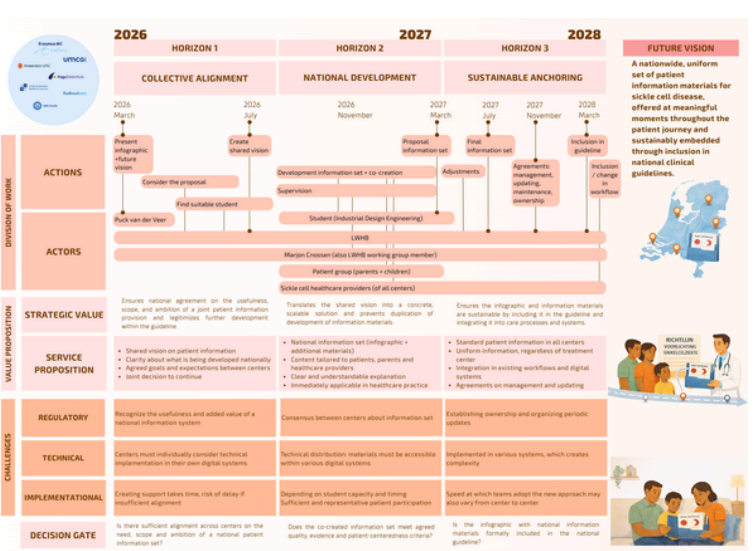 2026
2027
2028
HORIZON 1
HORIZON 2
HORIZON 3
FUTURE VISION
COLLECTIVE ALIGNMENT
NATIONAL DEVELOPMENT
SUSTAINABLE ANCHORING
A nationwide, uniform
set of patient
information materials for
sickle cell disease,
offered at meaningful
moments throughout the
patient journey and
sustainably embedded
through inclusion in
national clinical
guidelines.
Erasmus MC
umcg
2026
March
2026
July
2026
November
2027
March
2027
July
2027
November
2028
March
DIVISION OF WORK
ACTIONS
Present
infographic
+future
vision
Create
shared vision
Proposal
information set
Final
information set
Inclusion in
guideline
Consider the proposal
Find suitable student
Development information set + co-creation
Supervision
Adjustments
Agreements:
management,
updating,
maintenance,
ownership
Inclusion
/ change
in
workflow
ACTORS
Puck van der Veer
Student (Industrial Design Engineering)
LWHB
Marjon Cnossen (also LWHB working group member)
Patient group (parents + children)
Sickle cell healthcare providers (of all centers)
VALUE PROPOSITION
STRATEGIC VALUE
Ensures national agreement on the usefulness,
scope, and ambition of a joint patient information
provision and legitimizes further development
within the guideline.
Translates the shared vision into a concrete,
scalable solution and prevents duplication of
development of information materials.
Ensures the infographic and information materials
are sustainable by including it in the guideline and
integrating it into care processes and systems.
SERVICE
PROPOSITION
• Shared vision on patient information
• Clarity about what is being developed nationally
• Agreed goals and expectations between centers
• Joint decision to continue
• National information set (infographic +
additional materials)
• Content tailored to patients, parents and
healthcare providers
• Clear and understandable explanation
• Immediately applicable in healthcare practice
• Standard patient information in all centers
• Uniform information, regardless of treatment
center
• Integration in existing workflows and digital
systems
• Agreements on management and updating
RICHTLIJN
VOORLICHTING
SIKKELCELZIEKTE
CHALLENGES
REGULATORY
Recognize the usefulness and added value of a
national information system
Consensus between centers about information set
Establishing ownership and organizing periodic
updates
TECHNICAL
Centers must individually consider technical
implementation in their own digital systems
Technical distribution: materials must be accessible
within various digital systems
Implemented in various systems, which creates
complexity
IMPLEMENTATIONAL
Creating support takes time, risk of delay if
insufficient alignment
Depending on student capacity and timing
Sufficient and representative patient participation
Speed at which teams adopt the new approach may
also vary from center to center
DECISION GATE
Is there sufficient alignment across centers on the
need, scope and ambition of a national patient
information set?
Does the co-created information set meet agreed
quality, evidence and patient-centeredness criteria?
Is the infographic with national information
materials formally included in the national
guideline?